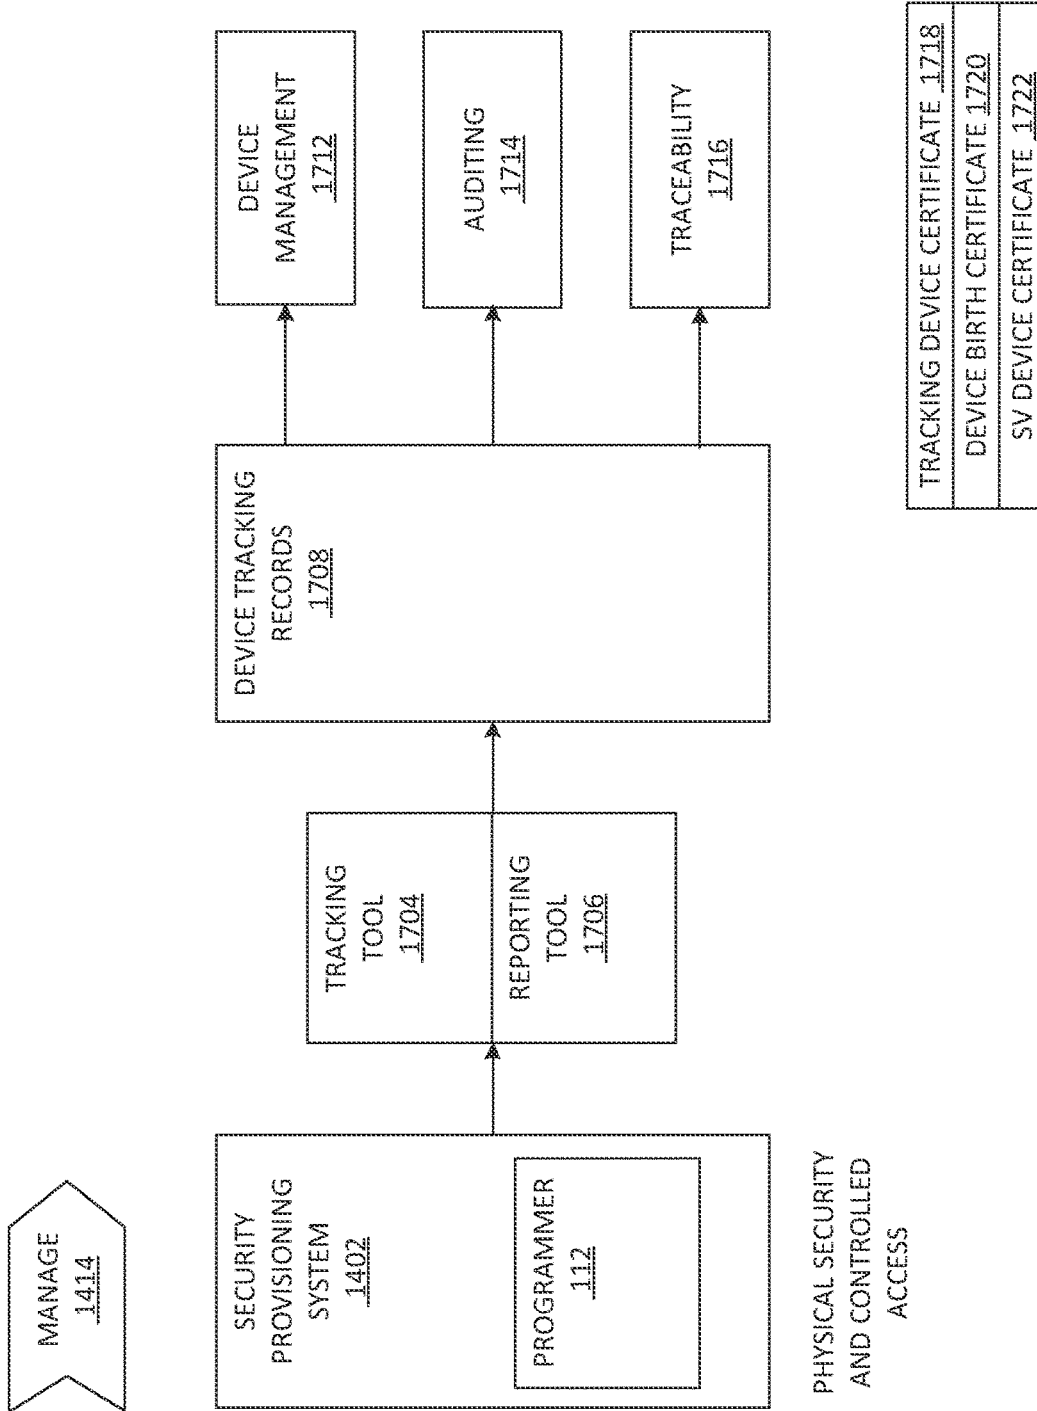 MANAGE
1414
SECURITY
PROVISIONING
SYSTEM
1402
PROGRAMMER
112
PHYSICAL SECURITY
AND CONTROLLED
ACCESS
TRACKING
TOOL
1704
REPORTING
TOOL
1706
DEVICE TRACKING
RECORDS
1708
DEVICE
MANAGEMENT
1712
AUDITING
1714
TRACEABILITY
1716
TRACKING DEVICE CERTIFICATE 1718
DEVICE BIRTH CERTIFICATE 1720
SV DEVICE CERTIFICATE 1722